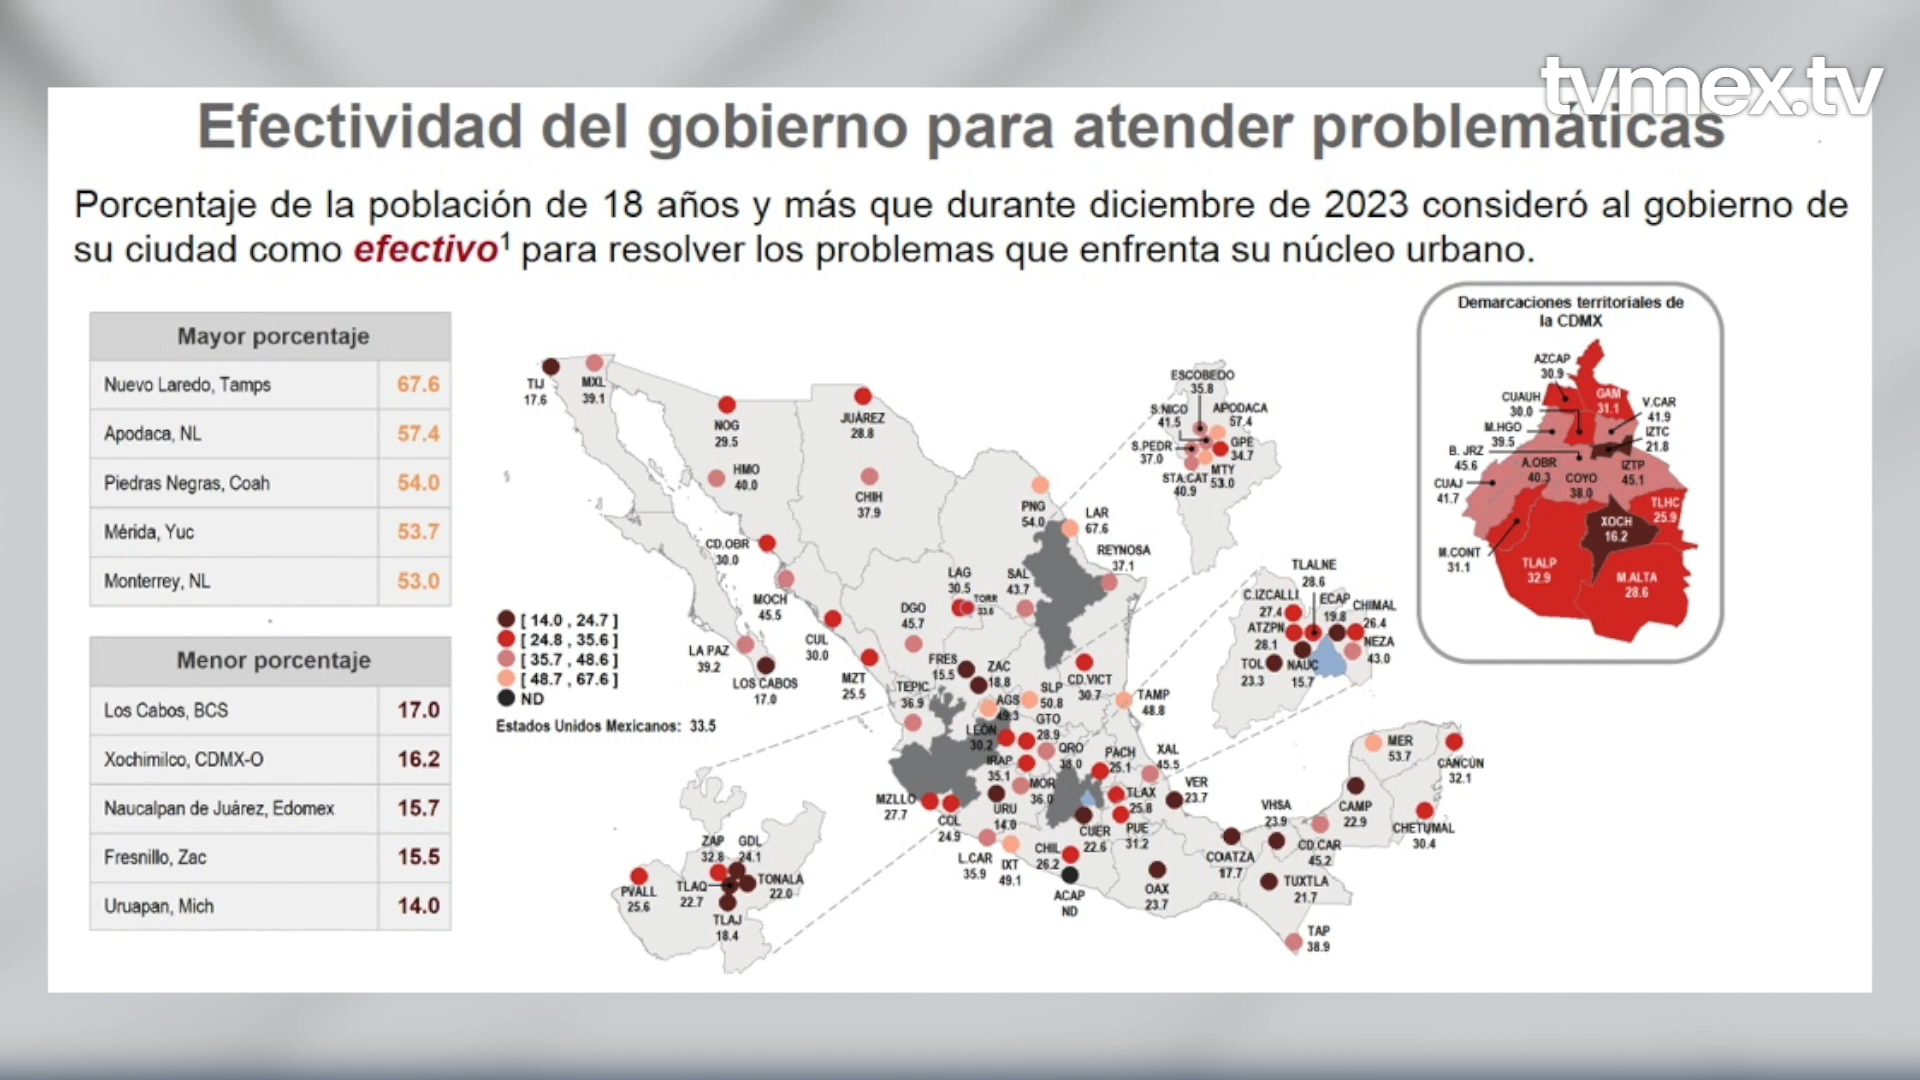 tvmex.tv
Efectividad del gobierno para atender problemáticas
Porcentaje de la población de 18 años y más que durante diciembre de 2023 consideró al gobierno de
su ciudad como efectivo¹ para resolver los problemas que enfrenta su núcleo urbano.
Mayor porcentaje
Nuevo Laredo, Tamps 67.6
Apodaca, NL 57.4
Piedras Negras, Coah 54.0
Mérida, Yuc 53.7
Monterrey, NL 53.0
Menor porcentaje
Los Cabos, BCS 17.0
Xochimilco, CDMX-O 16.2
Naucalpan de Juárez, Edomex 15.7
Fresnillo, Zac 15.5
Uruapan, Mich 14.0
[ 14.0 , 24.7 ]
[ 24.8 , 35.6 ]
[ 35.7 , 48.6 ]
[ 48.7 , 67.6 ]
ND
Estados Unidos Mexicanos: 33.5
TIJ
17.6
MXL
39.1
NOG
29.5
HMO
40.0
JUÁREZ
28.8
CHIH
37.9
CD.OBR
30.0
MOCH
45.5
CUL
30.0
LA PAZ
39.2
LOS CABOS
17.0
MZT
25.5
DGO
45.7
LAG
30.5
TORR
33.6
SAL
43.7
PNG
54.0
LAR
67.6
REYNOSA
37.1
FRES
15.5
ZAC
18.8
TEPIC
36.9
AGS
49.3
SLP
50.8
CD.VICT
30.7
TAMP
48.8
LEÓN
30.2
GTO
28.9
IRAP
35.1
QRO
38.0
PACH
25.1
XAL
45.5
MOR
36.0
URU
14.0
MZLLO
27.7
COL
24.9
L.CAR
35.9
IXT
49.1
CHIL
26.2
ACAP
ND
CUER
22.6
TLAX
25.8
PUE
31.2
VER
23.7
OAX
23.7
COATZA
17.7
VHSA
23.9
CD.CAR
45.2
TUXTLA
21.7
TAP
38.9
CAMP
22.9
MER
53.7
CANCÚN
32.1
CHETUMAL
30.4
ESCOBEDO
35.8
S.NICO
41.5
APODACA
57.4
S.PEDR
37.0
GPE
34.7
STA.CAT
40.9
MTY
53.0
TLALNE
28.6
C.IZCALLI
27.4
ECAP
19.8
CHIMAL
26.4
ATZPN
28.1
NEZA
43.0
TOL
23.3
NAUC
15.7
ZAP
32.8
GDL
24.1
PVALL
25.6
TLAQ
22.7
TONALA
22.0
TLAJ
18.4
Demarcaciones territoriales de
la CDMX
AZCAP
30.9
CUAUH
30.0
GAM
31.1
V.CAR
41.9
M.HGO
39.5
IZTC
21.8
B. JRZ
45.6
A.OBR
40.3
COYO
38.0
IZTP
45.1
CUAJ
41.7
TLHC
25.9
XOCH
16.2
M.CONT
31.1
TLALP
32.9
M.ALTA
28.6